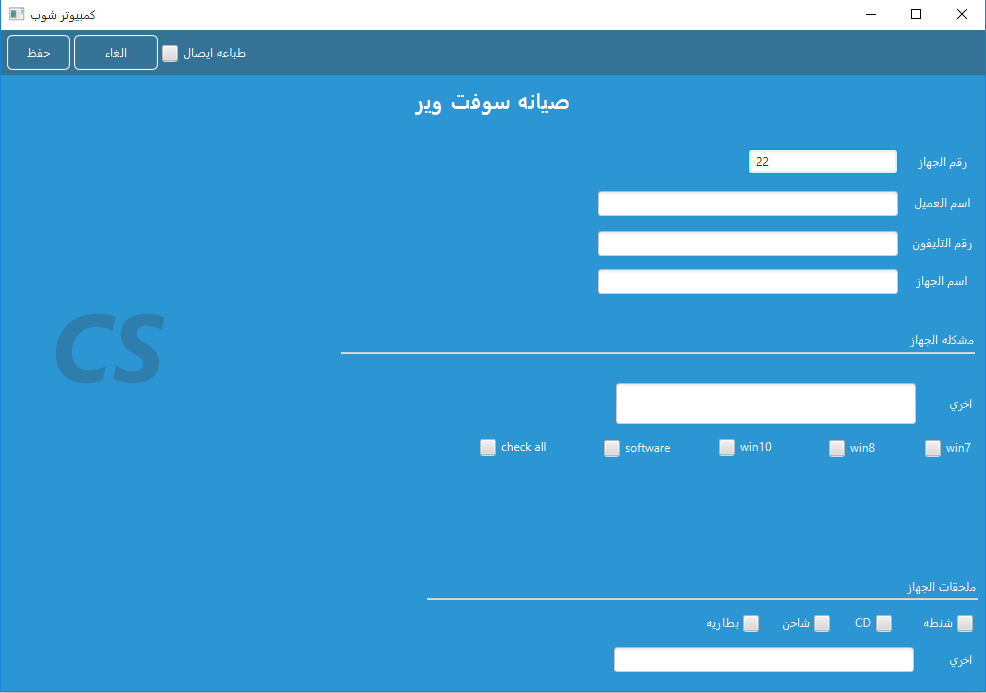 كمبيوتر شوب
حفظ
الغاء
طباعه ايصال
صيانه سوفت وير
رقم الجهاز
22
اسم العميل
رقم التليفون
اسم الجهاز
CS
مشكله الجهاز
اخري
win7
win8
win10
software
check all
ملحقات الجهاز
شنطه
CD
شاحن
بطاريه
اخري